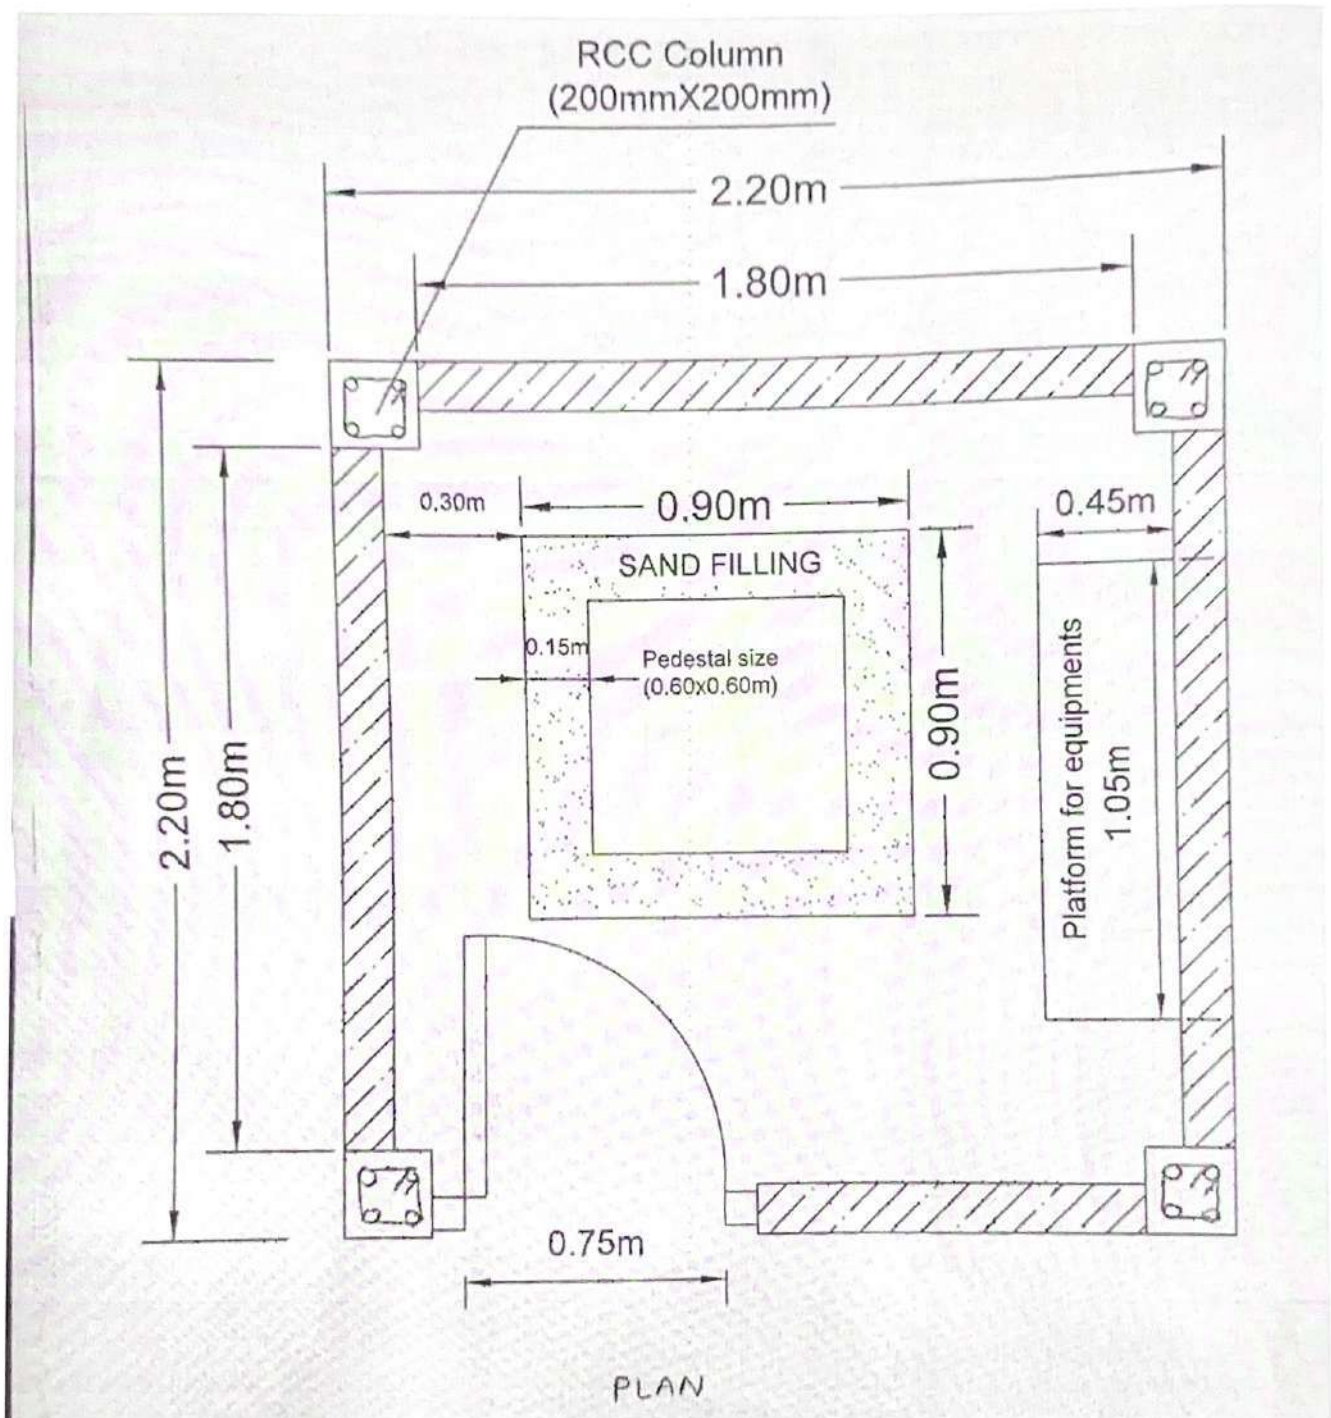 RCC Column
(200mmX200mm)
2.20m
1.80m
0.30m
0.90m
0.45m
SAND FILLING
0.15m
Pedestal size
(0.60x0.60m)
0.90m
Platform for equipments
1.05m
2.20m
1.80m
0.75m
PLAN